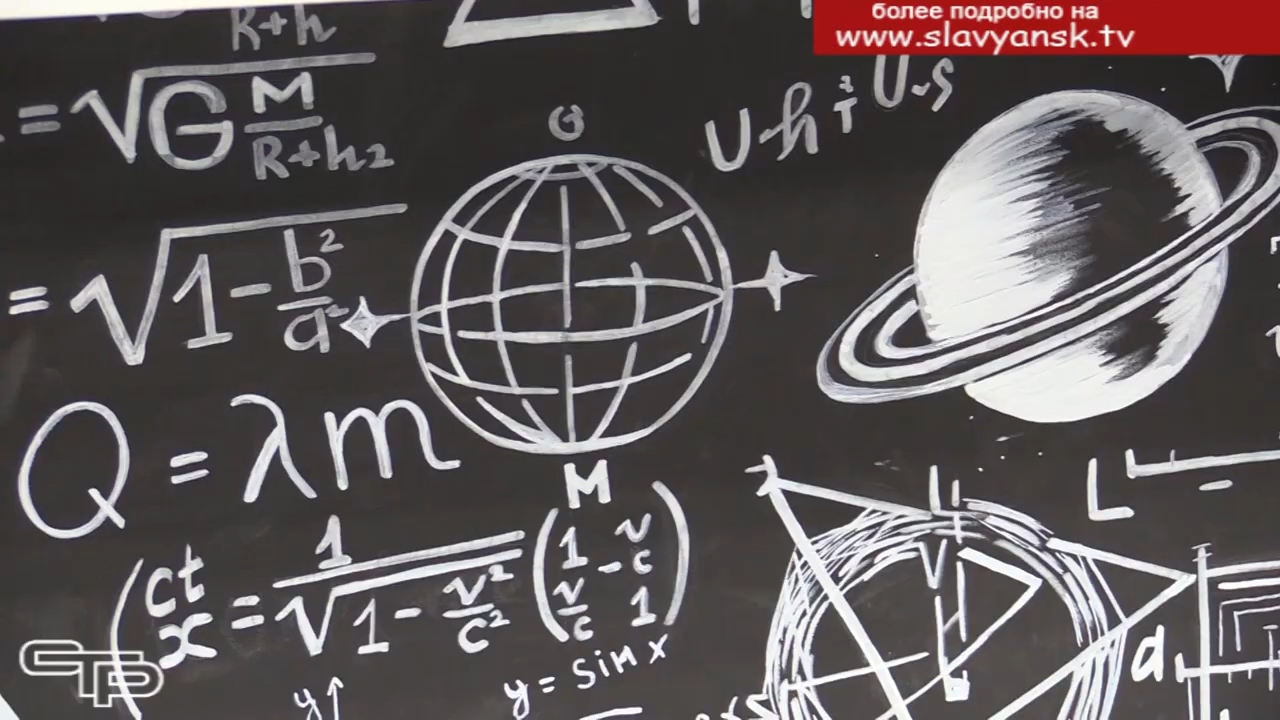 более подробно на
www.slavyansk.tv
R+h
= √G M/R+h₂
= √1 - b²/a²
Q = λm
M
(ct
x = 1/√1 - v²/c² (1 - v/c
v/c 1)
y = sin x
y
L
V
a
СТР